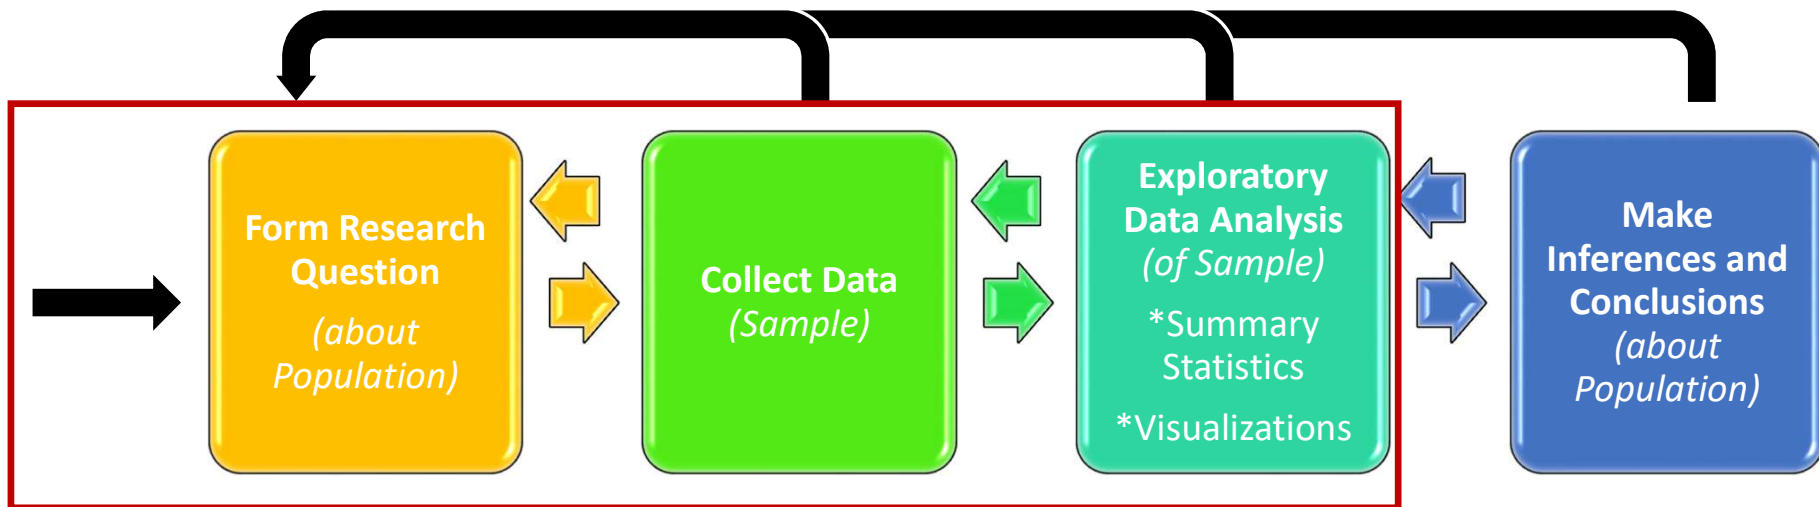 Form Research
Question
(about
Population)
Collect Data
(Sample)
Exploratory
Data Analysis
(of Sample)
*Summary
Statistics
*Visualizations
Make
Inferences and
Conclusions
(about
Population)